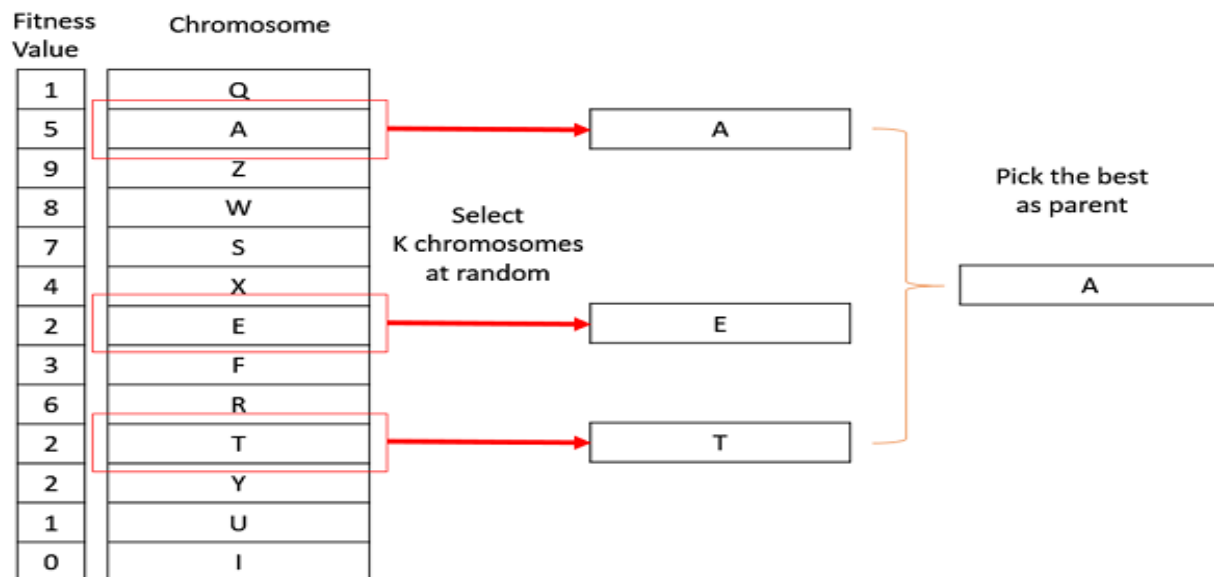 Fitness
Value
Chromosome
1 Q
5 A
9 Z
8 W
7 S
4 X
2 E
3 F
6 R
2 T
2 Y
1 U
0 I
A
Select
K chromosomes
at random
E
T
Pick the best
as parent
A